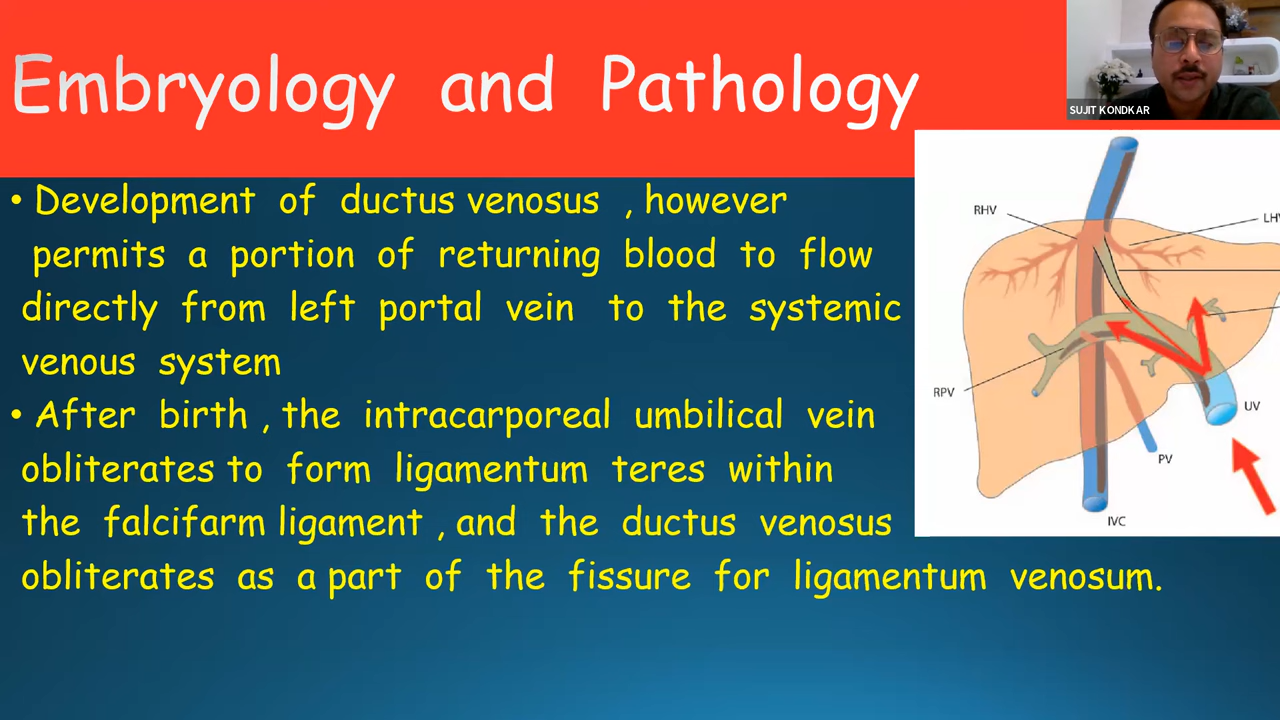 Embryology and Pathology
SUJIT KONDKAR
• Development of ductus venosus , however
permits a portion of returning blood to flow
directly from left portal vein to the systemic
venous system
• After birth , the intracarporeal umbilical vein
obliterates to form ligamentum teres within
the falcifarm ligament , and the ductus venosus
obliterates as a part of the fissure for ligamentum venosum.
RHV
LHV
RPV
UV
PV
IVC